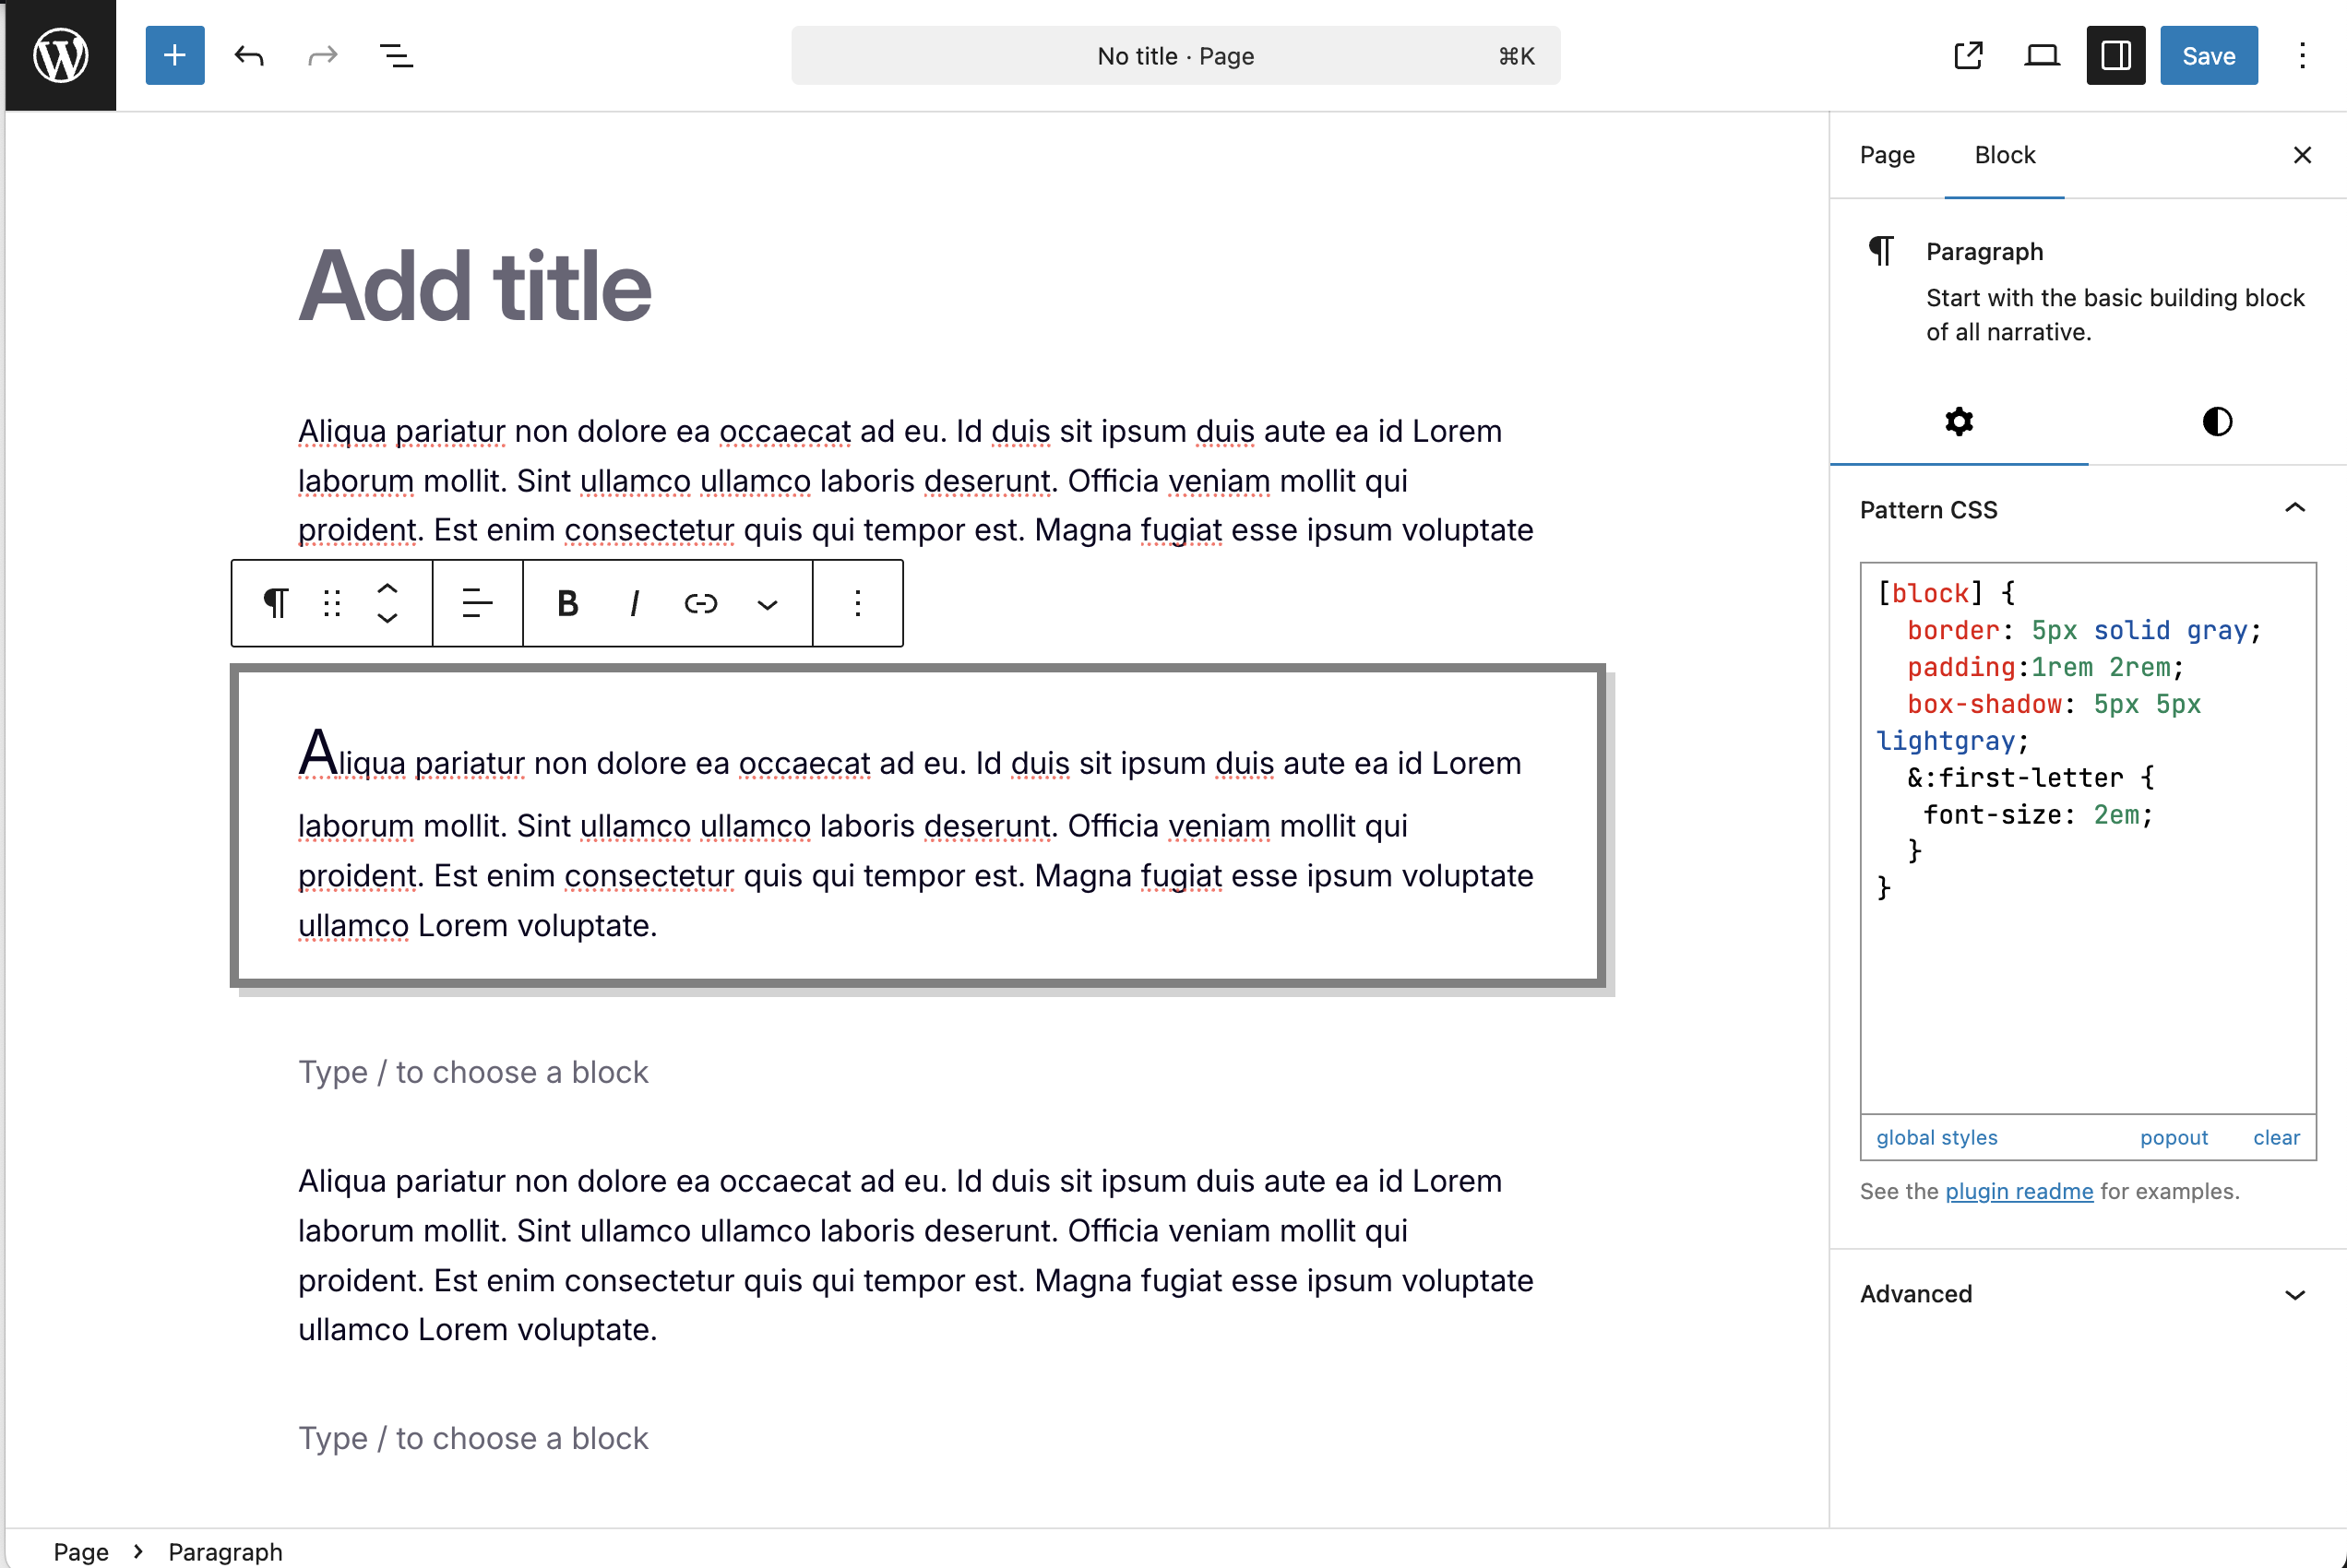 No title · Page ⌘K
Save
Page Block
Add title
Paragraph
Start with the basic building block
of all narrative.
Aliqua pariatur non dolore ea occaecat ad eu. Id duis sit ipsum duis aute ea id Lorem
laborum mollit. Sint ullamco ullamco laboris deserunt. Officia veniam mollit qui
proident. Est enim consectetur quis qui tempor est. Magna fugiat esse ipsum voluptate
B I
Aliqua pariatur non dolore ea occaecat ad eu. Id duis sit ipsum duis aute ea id Lorem
laborum mollit. Sint ullamco ullamco laboris deserunt. Officia veniam mollit qui
proident. Est enim consectetur quis qui tempor est. Magna fugiat esse ipsum voluptate
ullamco Lorem voluptate.
Type / to choose a block
Aliqua pariatur non dolore ea occaecat ad eu. Id duis sit ipsum duis aute ea id Lorem
laborum mollit. Sint ullamco ullamco laboris deserunt. Officia veniam mollit qui
proident. Est enim consectetur quis qui tempor est. Magna fugiat esse ipsum voluptate
ullamco Lorem voluptate.
Type / to choose a block
Pattern CSS
[block] {
  border: 5px solid gray;
  padding:1rem 2rem;
  box-shadow: 5px 5px
lightgray;
  &:first-letter {
   font-size: 2em;
  }
}
global styles popout clear
See the plugin readme for examples.
Advanced
Page › Paragraph